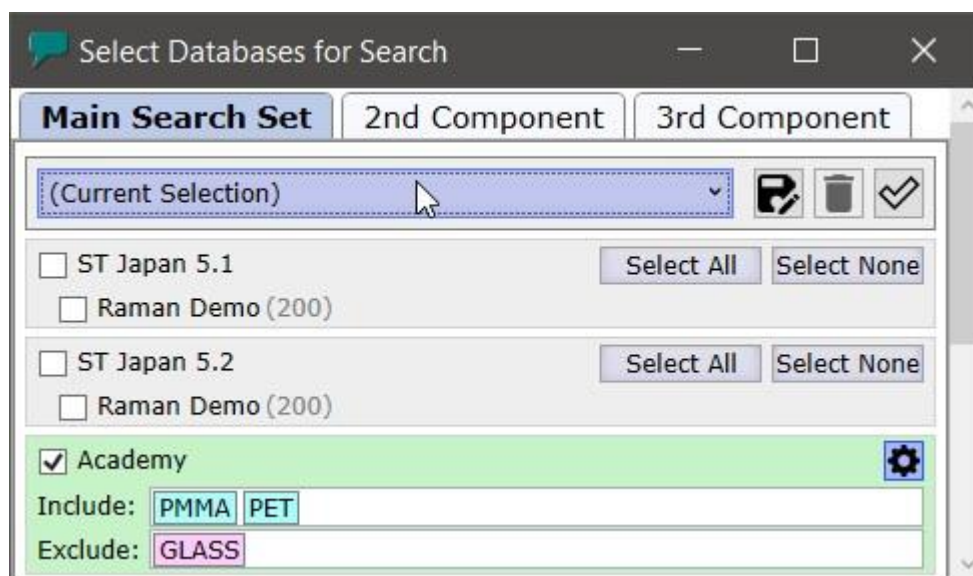 Select Databases for Search
Main Search Set 2nd Component 3rd Component
(Current Selection)
ST Japan 5.1 Select All Select None
Raman Demo (200)
ST Japan 5.2 Select All Select None
Raman Demo (200)
Academy
Include: PMMA PET
Exclude: GLASS